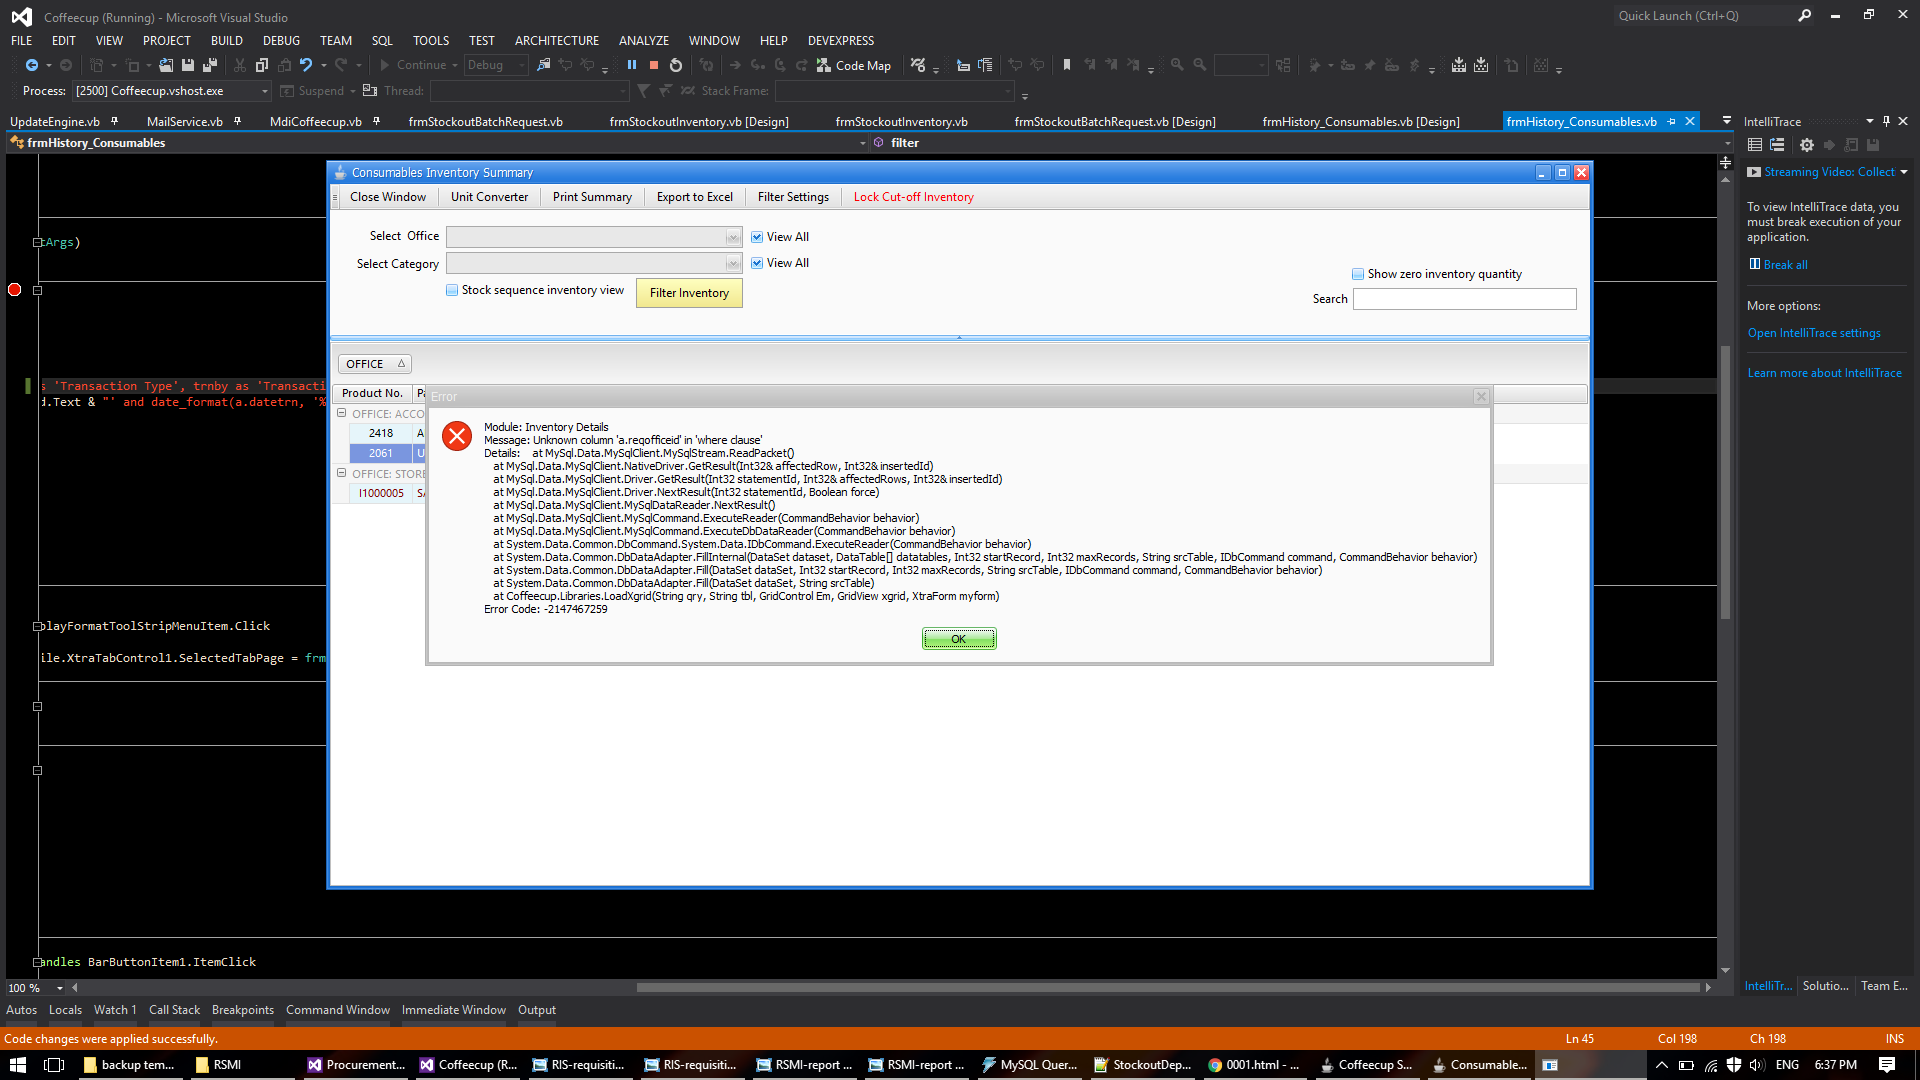 Coffeecup (Running) - Microsoft Visual Studio
Quick Launch (Ctrl+Q)
FILE EDIT VIEW PROJECT BUILD DEBUG TEAM SQL TOOLS TEST ARCHITECTURE ANALYZE WINDOW HELP DEVEXPRESS
Continue Debug Code Map
Process: [2500] Coffeecup.vshost.exe Suspend Thread: Stack Frame:
UpdateEngine.vb MailService.vb MdiCoffeecup.vb frmStockoutBatchRequest.vb frmStockoutInventory.vb [Design] frmStockoutInventory.vb frmStockoutBatchRequest.vb [Design] frmHistory_Consumables.vb [Design] frmHistory_Consumables.vb
frmHistory_Consumables filter
Consumables Inventory Summary
Close Window Unit Converter Print Summary Export to Excel Filter Settings Lock Cut-off Inventory
Select Office View All
Select Category View All
Stock sequence inventory view Filter Inventory
Show zero inventory quantity
Search
OFFICE
Product No.
OFFICE: ACCO
2418 A
2061 U
OFFICE: STORE
I1000005 SA
Error
Module: Inventory Details
Message: Unknown column 'a.reqofficeid' in 'where clause'
Details: at MySql.Data.MySqlClient.MySqlStream.ReadPacket()
at MySql.Data.MySqlClient.NativeDriver.GetResult(Int32& affectedRow, Int32& insertedId)
at MySql.Data.MySqlClient.Driver.GetResult(Int32 statementId, Int32& affectedRows, Int32& insertedId)
at MySql.Data.MySqlClient.Driver.NextResult(Int32 statementId, Boolean force)
at MySql.Data.MySqlClient.MySqlDataReader.NextResult()
at MySql.Data.MySqlClient.MySqlCommand.ExecuteReader(CommandBehavior behavior)
at MySql.Data.MySqlClient.MySqlCommand.ExecuteDbDataReader(CommandBehavior behavior)
at System.Data.Common.DbCommand.System.Data.IDbCommand.ExecuteReader(CommandBehavior behavior)
at System.Data.Common.DbDataAdapter.FillInternal(DataSet dataset, DataTable[] datatables, Int32 startRecord, Int32 maxRecords, String srcTable, IDbCommand command, CommandBehavior behavior)
at System.Data.Common.DbDataAdapter.Fill(DataSet dataSet, Int32 startRecord, Int32 maxRecords, String srcTable, IDbCommand command, CommandBehavior behavior)
at System.Data.Common.DbDataAdapter.Fill(DataSet dataSet, String srcTable)
at Coffeecup.Libraries.LoadXgrid(String qry, String tbl, GridControl Em, GridView xgrid, XtraForm myform)
Error Code: -2147467259
OK
tArgs)
s 'Transaction Type', trnby as 'Transacti
d.Text & "' and date_format(a.datetrn, '%
playFormatToolStripMenuItem.Click
ile.XtraTabControl1.SelectedTabPage = frm
andles BarButtonItem1.ItemClick
IntelliTrace
Streaming Video: Collect
To view IntelliTrace data, you
must break execution of your
application.
Break all
More options:
Open IntelliTrace settings
Learn more about IntelliTrace
IntelliTr... Solutio... Team E...
100 %
Autos Locals Watch 1 Call Stack Breakpoints Command Window Immediate Window Output
Code changes were applied successfully. Ln 45 Col 198 Ch 198 INS
backup tem... RSMI Procurement... Coffeecup (R... RIS-requisiti... RIS-requisiti... RSMI-report ... RSMI-report ... MySQL Quer... StockoutDep... 0001.html - ... Coffeecup S... Consumable... ENG 6:37 PM